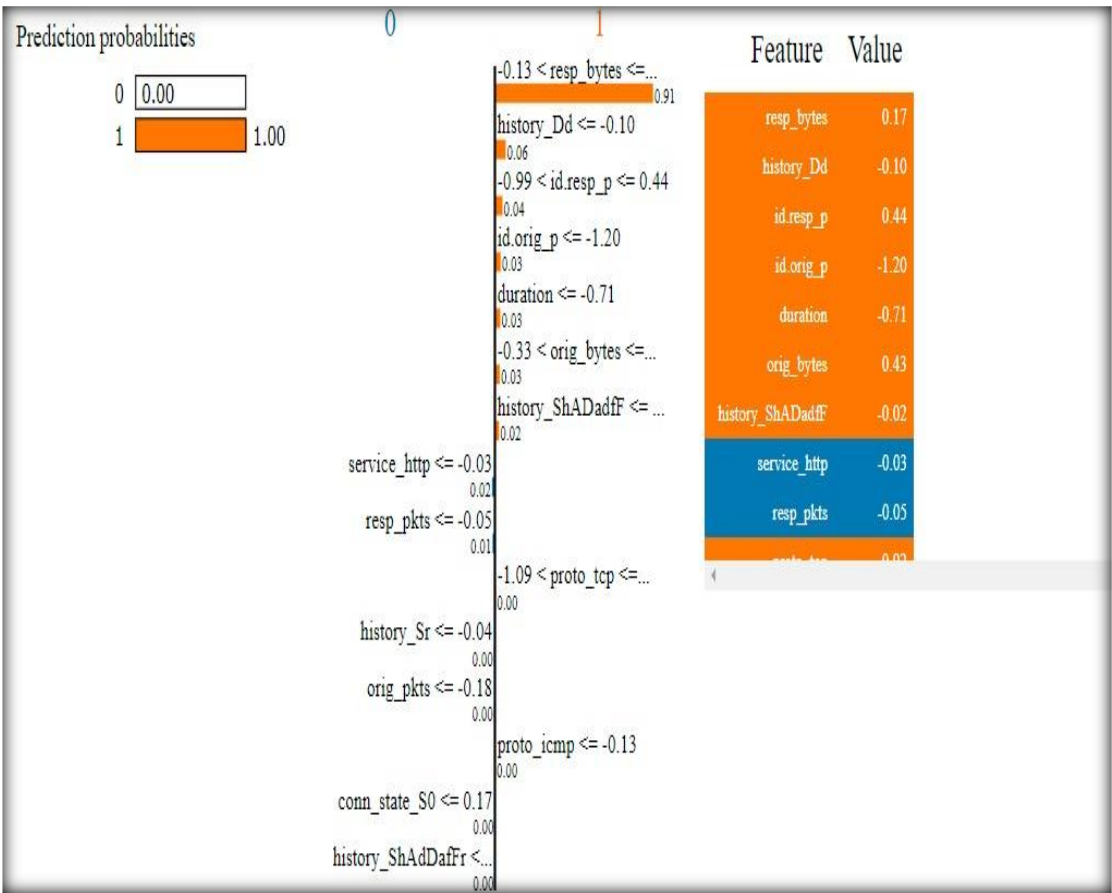 Prediction probabilities
0 0.00
1 1.00
0 1
-0.13 < resp_bytes <=...
0.91
history_Dd <= -0.10
0.06
-0.99 < id.resp_p <= 0.44
0.04
id.orig_p <= -1.20
0.03
duration <= -0.71
0.03
-0.33 < orig_bytes <=...
0.03
history_ShADadfF <= ...
0.02
service_http <= -0.03
0.02
resp_pkts <= -0.05
0.01
-1.09 < proto_tcp <=...
0.00
history_Sr <= -0.04
0.00
orig_pkts <= -0.18
0.00
proto_icmp <= -0.13
0.00
conn_state_S0 <= 0.17
0.00
history_ShAdDafFr <...
0.00
Feature Value
resp_bytes 0.17
history_Dd -0.10
id.resp_p 0.44
id.orig_p -1.20
duration -0.71
orig_bytes 0.43
history_ShADadfF -0.02
service_http -0.03
resp_pkts -0.05